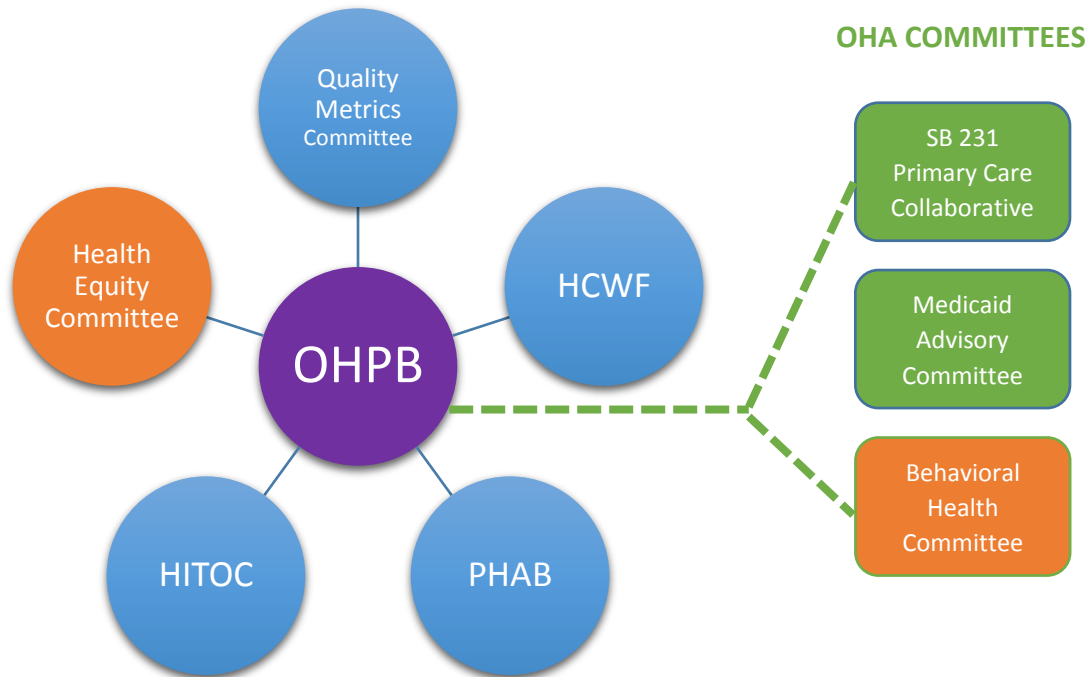 OHA COMMITTEES
Quality
Metrics
Committee
SB 231
Primary Care
Collaborative
Health
Equity
Committee
HCWF
OHPB
Medicaid
Advisory
Committee
HITOC
PHAB
Behavioral
Health
Committee